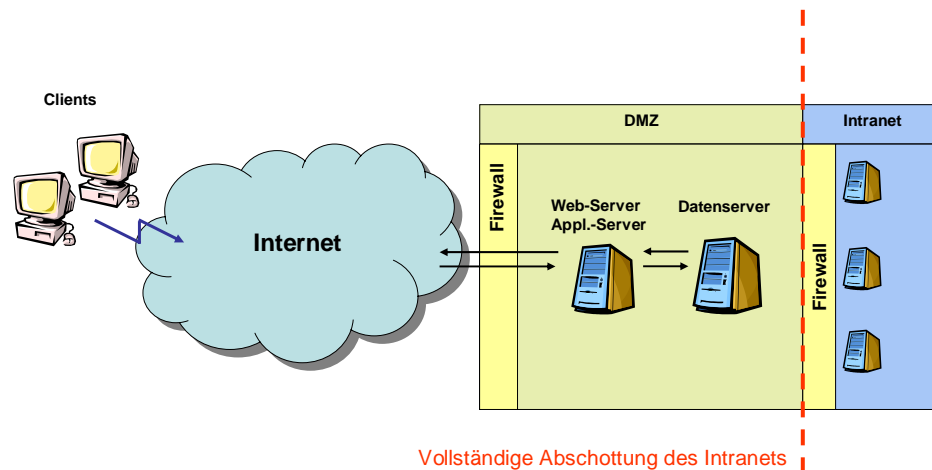 Clients
DMZ
Intranet
Firewall
Web-Server
Appl.-Server
Datenserver
Internet
Firewall
Vollständige Abschottung des Intranets